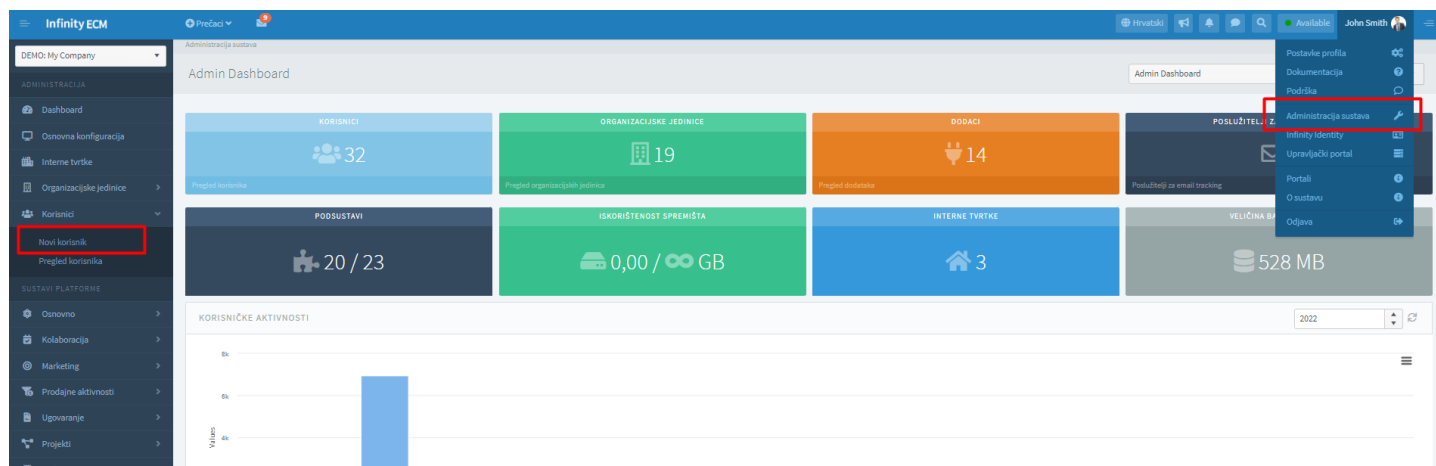 Infinity ECM
Prečaci
9
Hrvatski
Available
John Smith
DEMO: My Company
ADMINISTRACIJA
Dashboard
Osnovna konfiguracija
Interne tvrtke
Organizacijske jedinice
Korisnici
Novi korisnik
Pregled korisnika
SUSTAVI PLATFORME
Osnovno
Kolaboracija
Marketing
Prodajne aktivnosti
Ugovaranje
Projekti
Administracija sustava
Admin Dashboard
Admin Dashboard
Postavke profila
Dokumentacija
Podrška
Administracija sustava
Infinity Identity
Upravljački portal
Portali
O sustavu
Odjava
KORISNICI
32
Pregled korisnika
ORGANIZACIJSKE JEDINICE
19
Pregled organizacijskih jedinica
DODACI
14
Pregled dodataka
POSLUŽITELJI Z
Poslužitelji za email tracking
PODSUSTAVI
20 / 23
ISKORIŠTENOST SPREMIŠTA
0,00 / ∞ GB
INTERNE TVRTKE
3
VELIČINA BA
528 MB
KORISNIČKE AKTIVNOSTI
2022
8k
6k
4k
Values